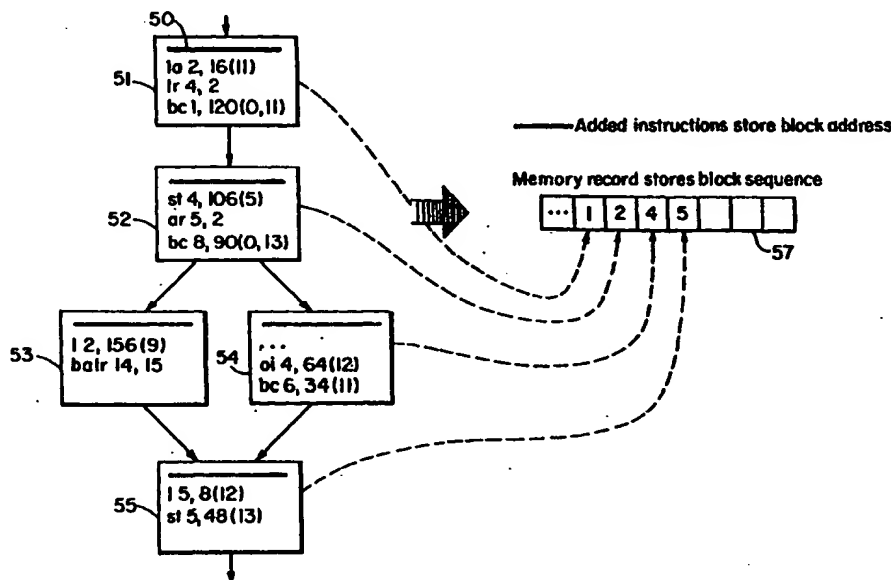 50
51
la 2, 16(11)
lr 4, 2
bc 1, 120(0,11)
Added instructions store block address
Memory record stores block sequence
... 1 2 4 5
57
52
st 4, 106(5)
ar 5, 2
bc 8, 90(0,13)
53
l 2, 156(9)
balr 14, 15
54
...
oi 4, 64(12)
bc 6, 34(11)
55
l 5, 8(12)
st 5, 48(13)